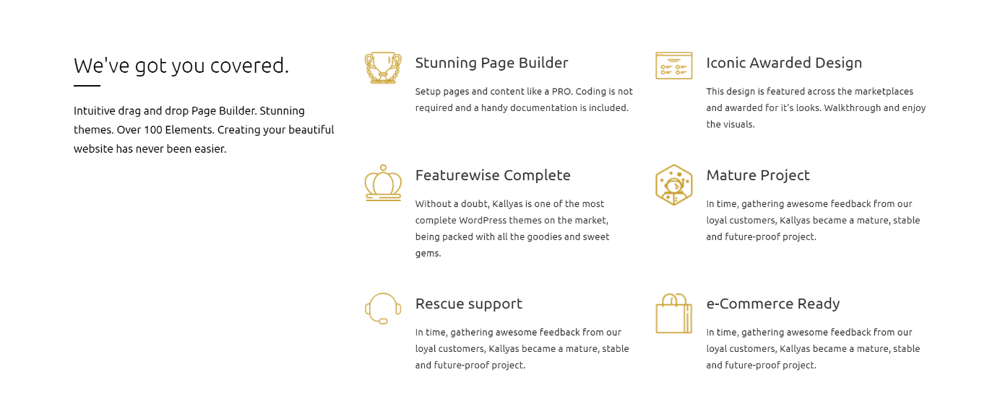 We've got you covered.
Intuitive drag and drop Page Builder. Stunning
themes. Over 100 Elements. Creating your beautiful
website has never been easier.
Stunning Page Builder
Setup pages and content like a PRO. Coding is not
required and a handy documentation is included.
Iconic Awarded Design
This design is featured across the marketplaces
and awarded for it's looks. Walkthrough and enjoy
the visuals.
Featurewise Complete
Without a doubt, Kallyas is one of the most
complete WordPress themes on the market,
being packed with all the goodies and sweet
gems.
Mature Project
In time, gathering awesome feedback from our
loyal customers, Kallyas became a mature, stable
and future-proof project.
Rescue support
In time, gathering awesome feedback from our
loyal customers, Kallyas became a mature, stable
and future-proof project.
e-Commerce Ready
In time, gathering awesome feedback from our
loyal customers, Kallyas became a mature, stable
and future-proof project.